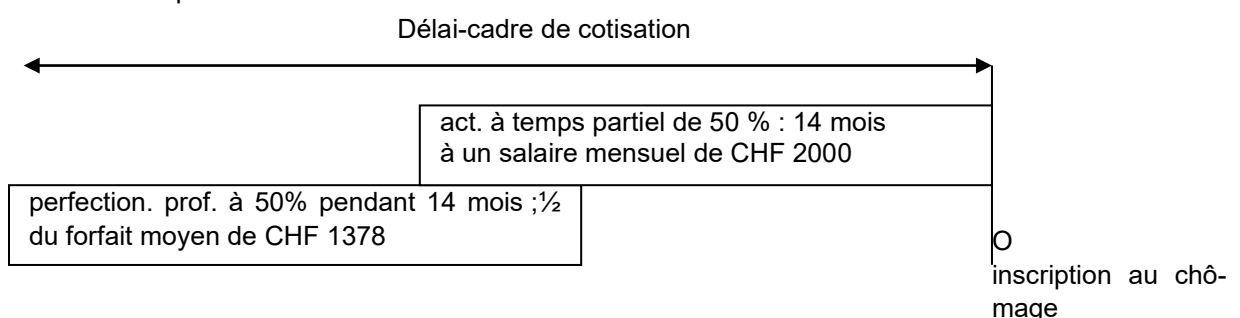 Délai-cadre de cotisation
act. à temps partiel de 50 % : 14 mois
à un salaire mensuel de CHF 2000
perfection. prof. à 50% pendant 14 mois ;½
du forfait moyen de CHF 1378
O
inscription au chô-
mage